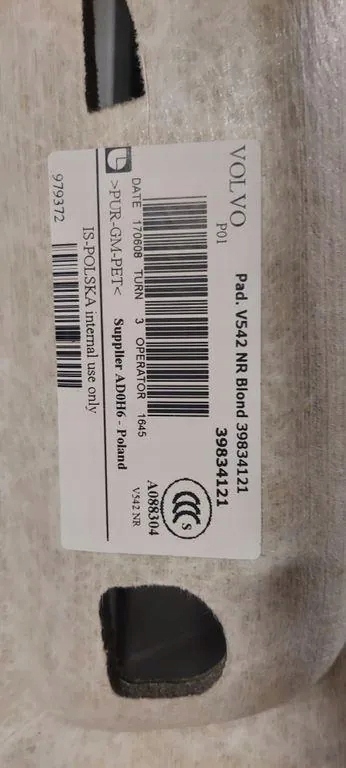 VOLVO
P01
Pad. V542 NR Blond 39834121
39834121
DATE 170608 TURN 3 OPERATOR 1645
>PUR-GM-PET<
Supplier AD0H6 - Poland
CCC S
A088304
V542 NR
IS-POLSKA internal use only
979372